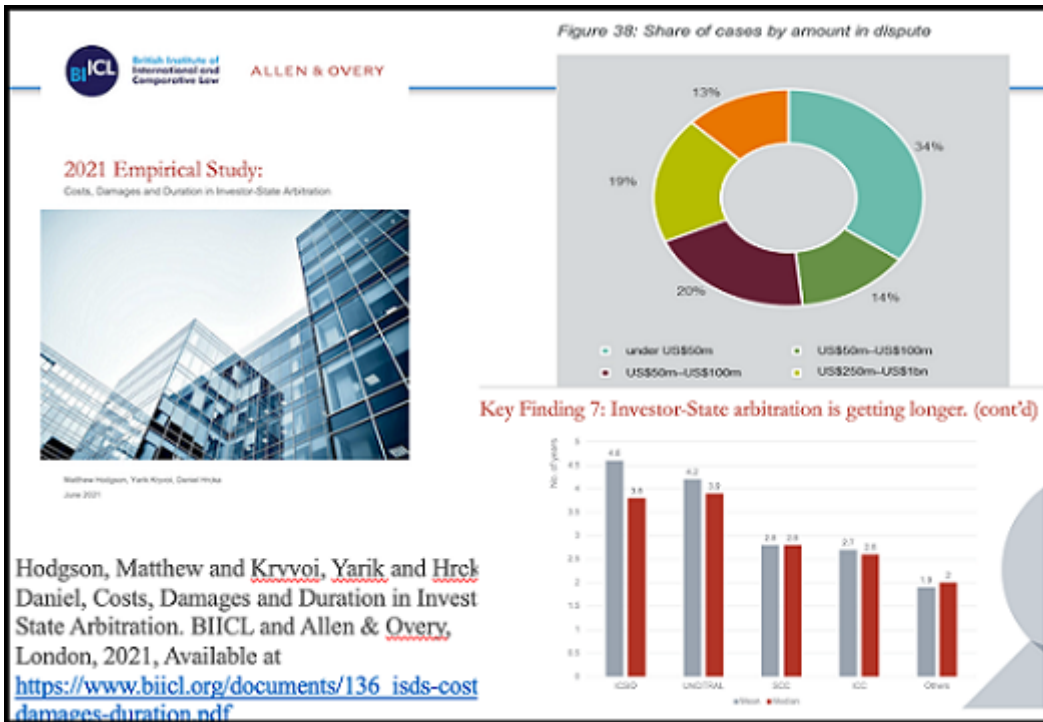 BIICL
British Institute of
International and
Comparative Law
ALLEN & OVERY
2021 Empirical Study:
Costs, Damages and Duration in Investor-State Arbitration
Matthew Hodgson, Yarik Kryvoi, Daniel Hrcka
June 2021
Hodgson, Matthew and Krvvoi, Yarik and Hrck
Daniel, Costs, Damages and Duration in Invest
State Arbitration. BIICL and Allen & Overy,
London, 2021, Available at
https://www.biicl.org/documents/136_isds-cost
damages-duration.pdf
Figure 38: Share of cases by amount in dispute
13%
34%
19%
20%
14%
under US$50m
US$50m–US$100m
US$50m–US$100m
US$250m–US$1bn
Key Finding 7: Investor-State arbitration is getting longer. (cont'd)
No. of years
5
4.5
4
3.5
3
2.5
2
1.5
1
0.5
0
4.6
3.8
4.2
3.9
2.8
2.8
2.7
2.6
1.9
2
ICSID
UNCITRAL
SCC
ICC
Others
Mean
Median